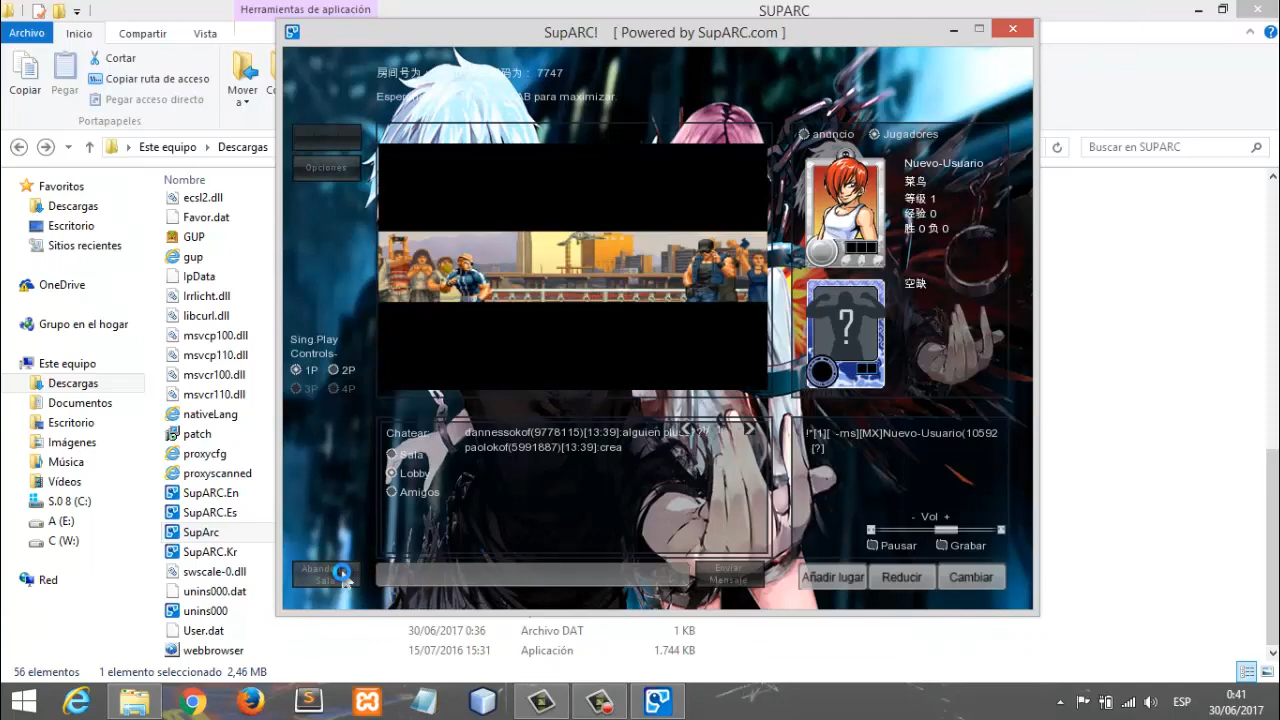 Herramientas de aplicación
SUPARC
Archivo
Inicio
Compartir
Vista
Copiar
Pegar
Cortar
Copiar ruta de acceso
Pegar acceso directo
Portapapeles
Mover
a
SupARC! [ Powered by SupARC.com ]
7747
para maximizar.
Opciones
anuncio
Jugadores
Nuevo-Usuario
菜鸟
等级 1
经验 0
胜 0 负 0
空缺
Sing.Play
Controls-
1P
2P
3P
4P
Chatear:
Sala
Lobby
Amigos
dannessokof(9778115)[13:39]:alguien
paolokof(5991887)[13:39]:crea
!*[1][ -ms][MX]Nuevo-Usuario(10592
[?]
- Vol +
Pausar
Grabar
Sala
Enviar
Mensaje
Añadir lugar
Reducir
Cambiar
Este equipo
Descargas
Buscar en SUPARC
Favoritos
Descargas
Escritorio
Sitios recientes
OneDrive
Grupo en el hogar
Este equipo
Descargas
Documentos
Escritorio
Imágenes
Música
Vídeos
S.0 8 (C:)
A (E:)
C (W:)
Red
Nombre
ecsl2.dll
Favor.dat
GUP
gup
IpData
Irrlicht.dll
libcurl.dll
msvcp100.dll
msvcp110.dll
msvcr100.dll
msvcr110.dll
nativeLang
patch
proxycfg
proxyscanned
SupARC.En
SupARC.Es
SupArc
SupARC.Kr
swscale-0.dll
unins000.dat
unins000
User.dat
webbrowser
30/06/2017 0:36 Archivo DAT 1 KB
15/07/2016 15:31 Aplicación 1.744 KB
56 elementos
1 elemento seleccionado 2,46 MB
ESP
0:41
30/06/2017